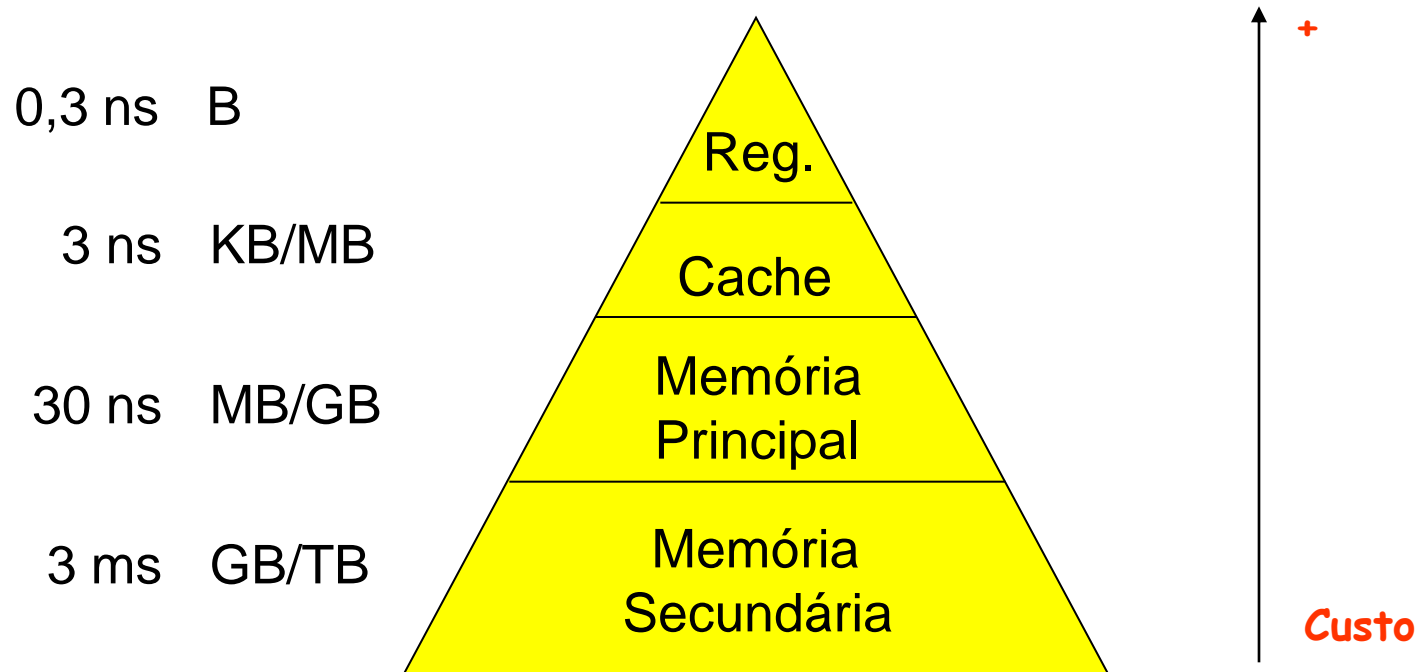 +
0,3 ns B
Reg.
3 ns KB/MB
Cache
30 ns MB/GB
Memória
Principal
3 ms GB/TB
Memória
Secundária
Custo